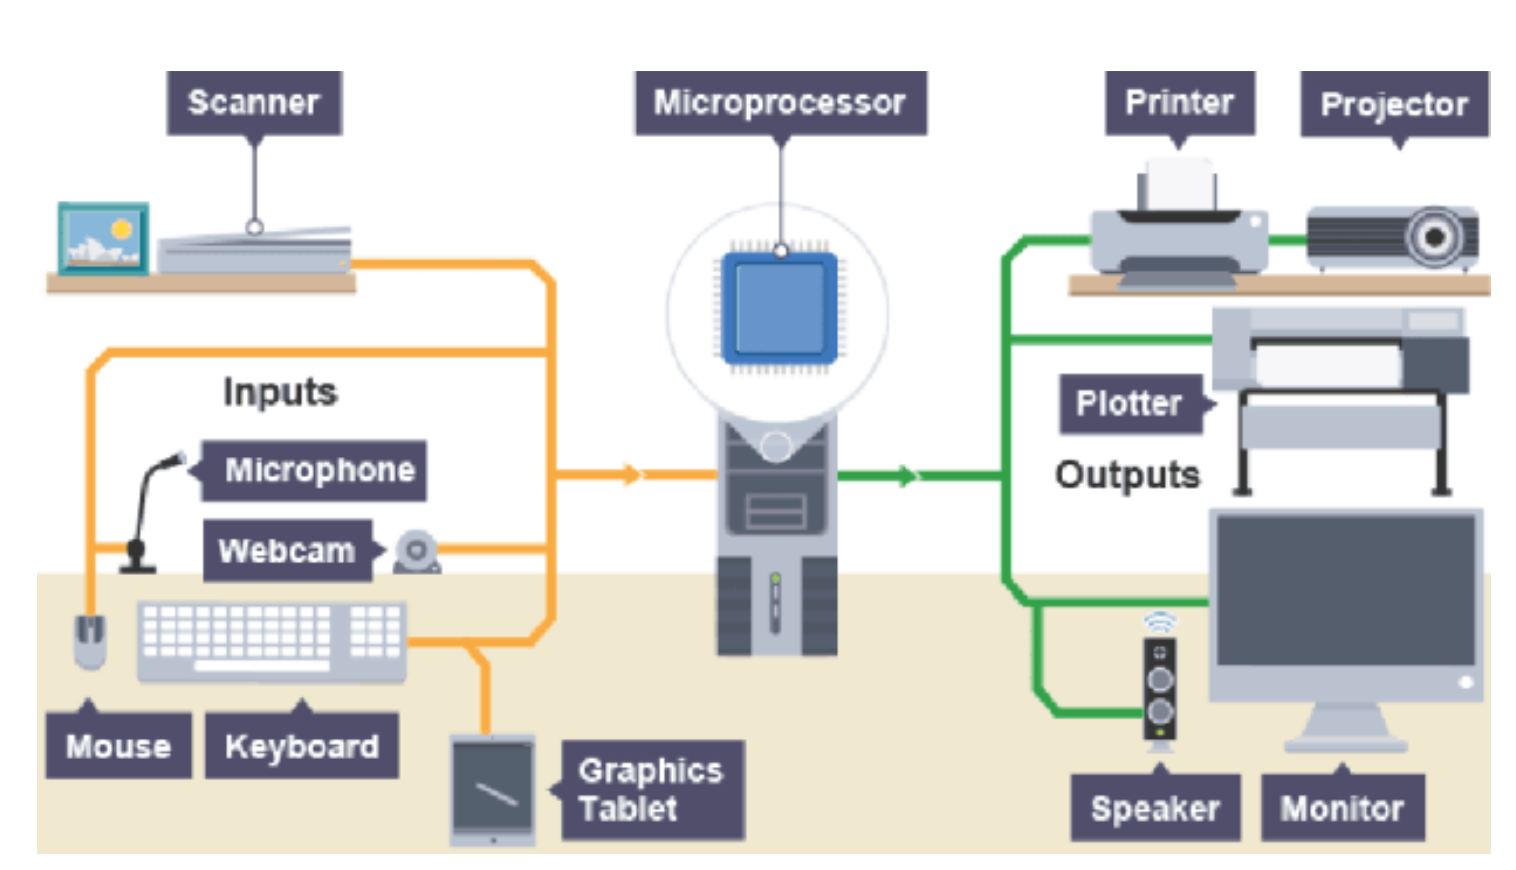 Scanner
Microprocessor
Printer
Projector
Inputs
Plotter
Microphone
Outputs
Webcam
Mouse
Keyboard
Graphics
Tablet
Speaker
Monitor